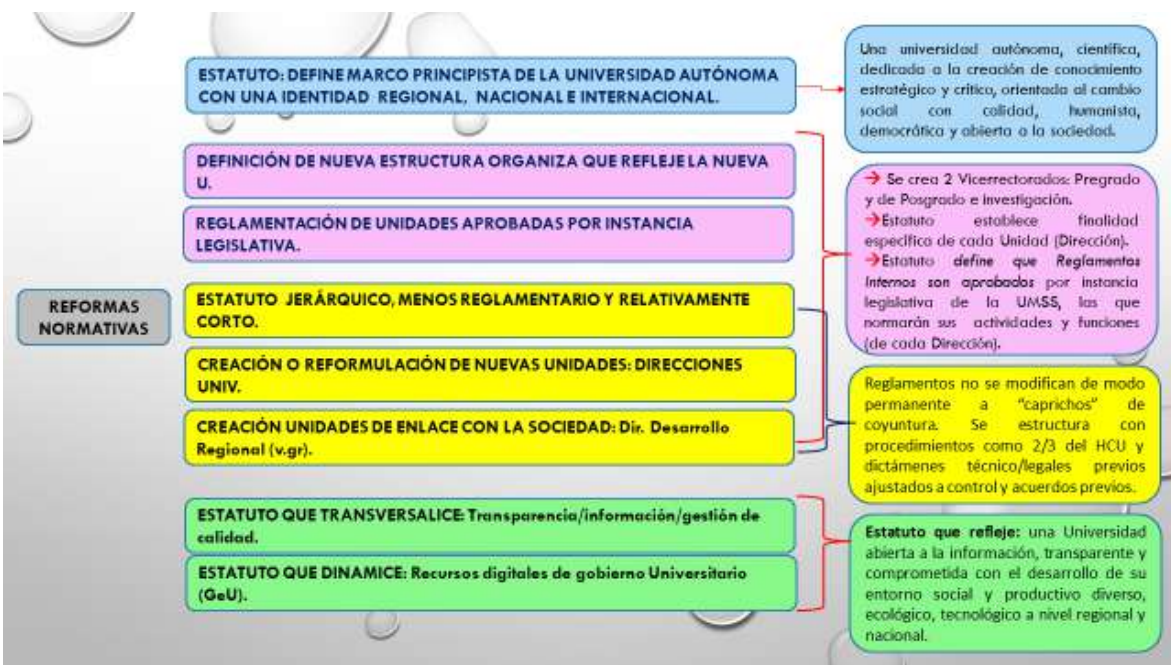 REFORMAS
NORMATIVAS
ESTATUTO: DEFINE MARCO PRINCIPISTA DE LA UNIVERSIDAD AUTÓNOMA
CON UNA IDENTIDAD REGIONAL, NACIONAL E INTERNACIONAL.
DEFINICIÓN DE NUEVA ESTRUCTURA ORGANIZA QUE REFLEJE LA NUEVA
U.
REGLAMENTACIÓN DE UNIDADES APROBADAS POR INSTANCIA
LEGISLATIVA.
ESTATUTO JERÁRQUICO, MENOS REGLAMENTARIO Y RELATIVAMENTE
CORTO.
CREACIÓN O REFORMULACIÓN DE NUEVAS UNIDADES: DIRECCIONES
UNIV.
CREACIÓN UNIDADES DE ENLACE CON LA SOCIEDAD: Dir. Desarrollo
Regional (v.gr).
ESTATUTO QUE TRANSVERSALICE: Transparencia/información/gestión de
calidad.
ESTATUTO QUE DINAMICE: Recursos digitales de gobierno Universitario
(GeU).
Una universidad autónoma, científica,
dedicada a la creación de conocimiento
estratégico y crítico, orientada al cambio
social con calidad, humanista,
democrática y abierta a la sociedad.
→ Se crea 2 Vicerrectorados: Pregrado
y de Posgrado e Investigación.
→Estatuto establece finalidad
específica de cada Unidad (Dirección).
→Estatuto define que Reglamentos
Internos son aprobados por instancia
legislativa de la UMSS, las que
normarán sus actividades y funciones
(de cada Dirección).
Reglamentos no se modifican de modo
permanente a "caprichos" de
coyuntura. Se estructura con
procedimientos como 2/3 del HCU y
dictámenes técnico/legales previos
ajustados a control y acuerdos previos.
Estatuto que refleje: una Universidad
abierta a la información, transparente y
comprometida con el desarrollo de su
entorno social y productivo diverso,
ecológico, tecnológico a nivel regional y
nacional.